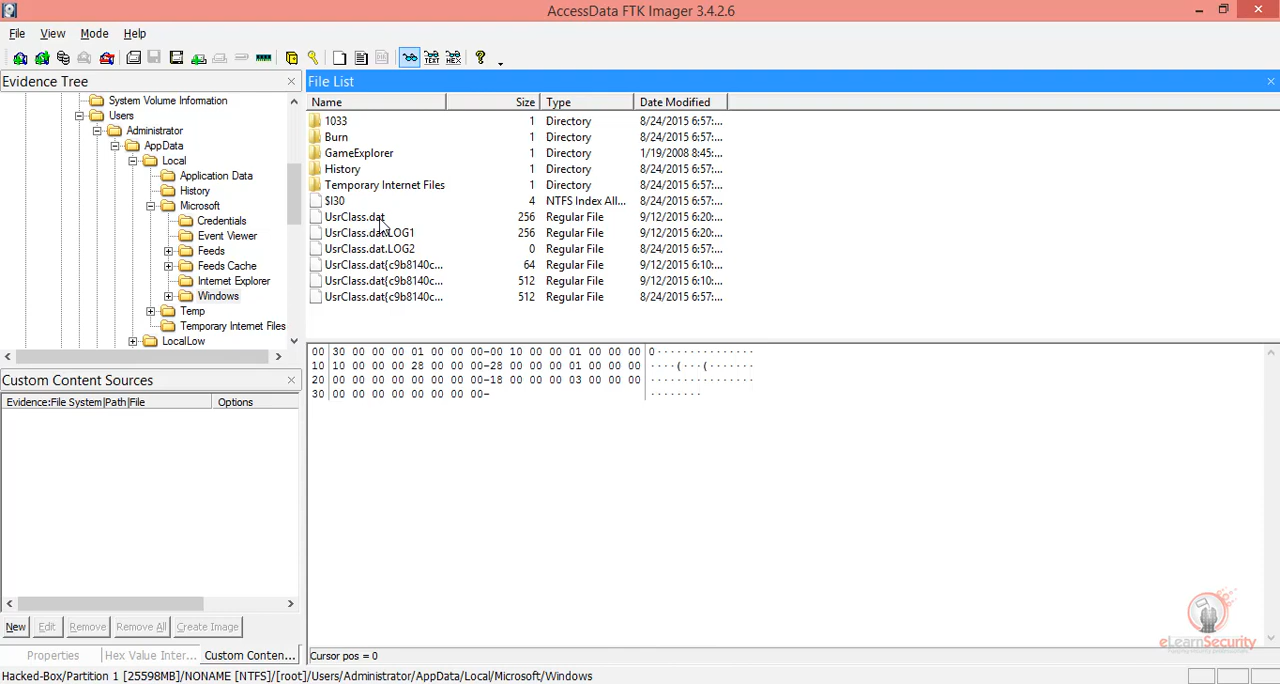 AccessData FTK Imager 3.4.2.6
File View Mode Help
Evidence Tree
System Volume Information
Users
Administrator
AppData
Local
Application Data
History
Microsoft
Credentials
Event Viewer
Feeds
Feeds Cache
Internet Explorer
Windows
Temp
Temporary Internet Files
LocalLow
Custom Content Sources
Evidence:File System|Path|File Options
New Edit Remove Remove All Create Image
Properties Hex Value Inter... Custom Conten...
File List
Name Size Type Date Modified
1033 1 Directory 8/24/2015 6:57:...
Burn 1 Directory 8/24/2015 6:57:...
GameExplorer 1 Directory 1/19/2008 8:45:...
History 1 Directory 8/24/2015 6:57:...
Temporary Internet Files 1 Directory 8/24/2015 6:57:...
$I30 4 NTFS Index All... 8/24/2015 6:57:...
UsrClass.dat 256 Regular File 9/12/2015 6:20:...
UsrClass.dat.LOG1 256 Regular File 9/12/2015 6:20:...
UsrClass.dat.LOG2 0 Regular File 8/24/2015 6:57:...
UsrClass.dat{c9b8140c... 64 Regular File 9/12/2015 6:10:...
UsrClass.dat{c9b8140c... 512 Regular File 9/12/2015 6:10:...
UsrClass.dat{c9b8140c... 512 Regular File 8/24/2015 6:57:...
00 30 00 00 00 01 00 00 00-00 10 00 00 01 00 00 00 0···············
10 10 00 00 00 28 00 00 00-28 00 00 00 01 00 00 00 ····(···(·······
20 00 00 00 00 00 00 00 00-18 00 00 00 03 00 00 00 ················
30 00 00 00 00 00 00 00 00- ········
Cursor pos = 0
eLearnSecurity
Hacked-Box/Partition 1 [25598MB]/NONAME [NTFS]/[root]/Users/Administrator/AppData/Local/Microsoft/Windows